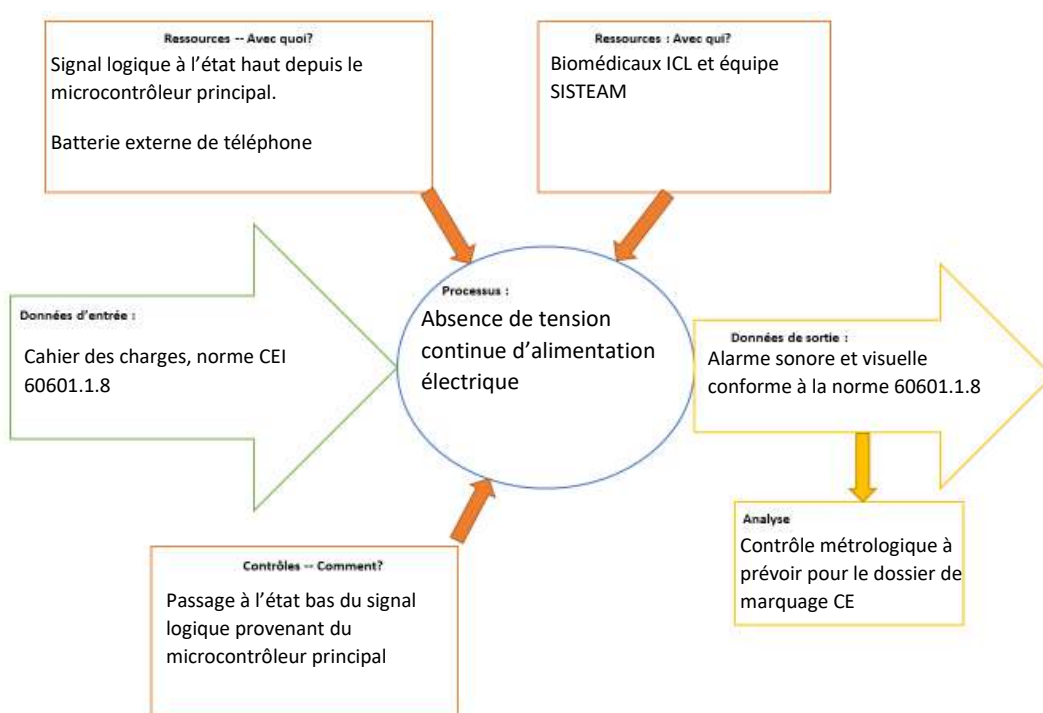 Ressources -- Avec quoi?
Signal logique à l'état haut depuis le
microcontrôleur principal.
Batterie externe de téléphone
Ressources : Avec qui?
Biomédicaux ICL et équipe
SISTEAM
Données d'entrée :
Cahier des charges, norme CEI
60601.1.8
Processus :
Absence de tension
continue d'alimentation
électrique
Données de sortie :
Alarme sonore et visuelle
conforme à la norme 60601.1.8
Contrôles -- Comment?
Passage à l'état bas du signal
logique provenant du
microcontrôleur principal
Analyse
Contrôle métrologique à
prévoir pour le dossier de
marquage CE